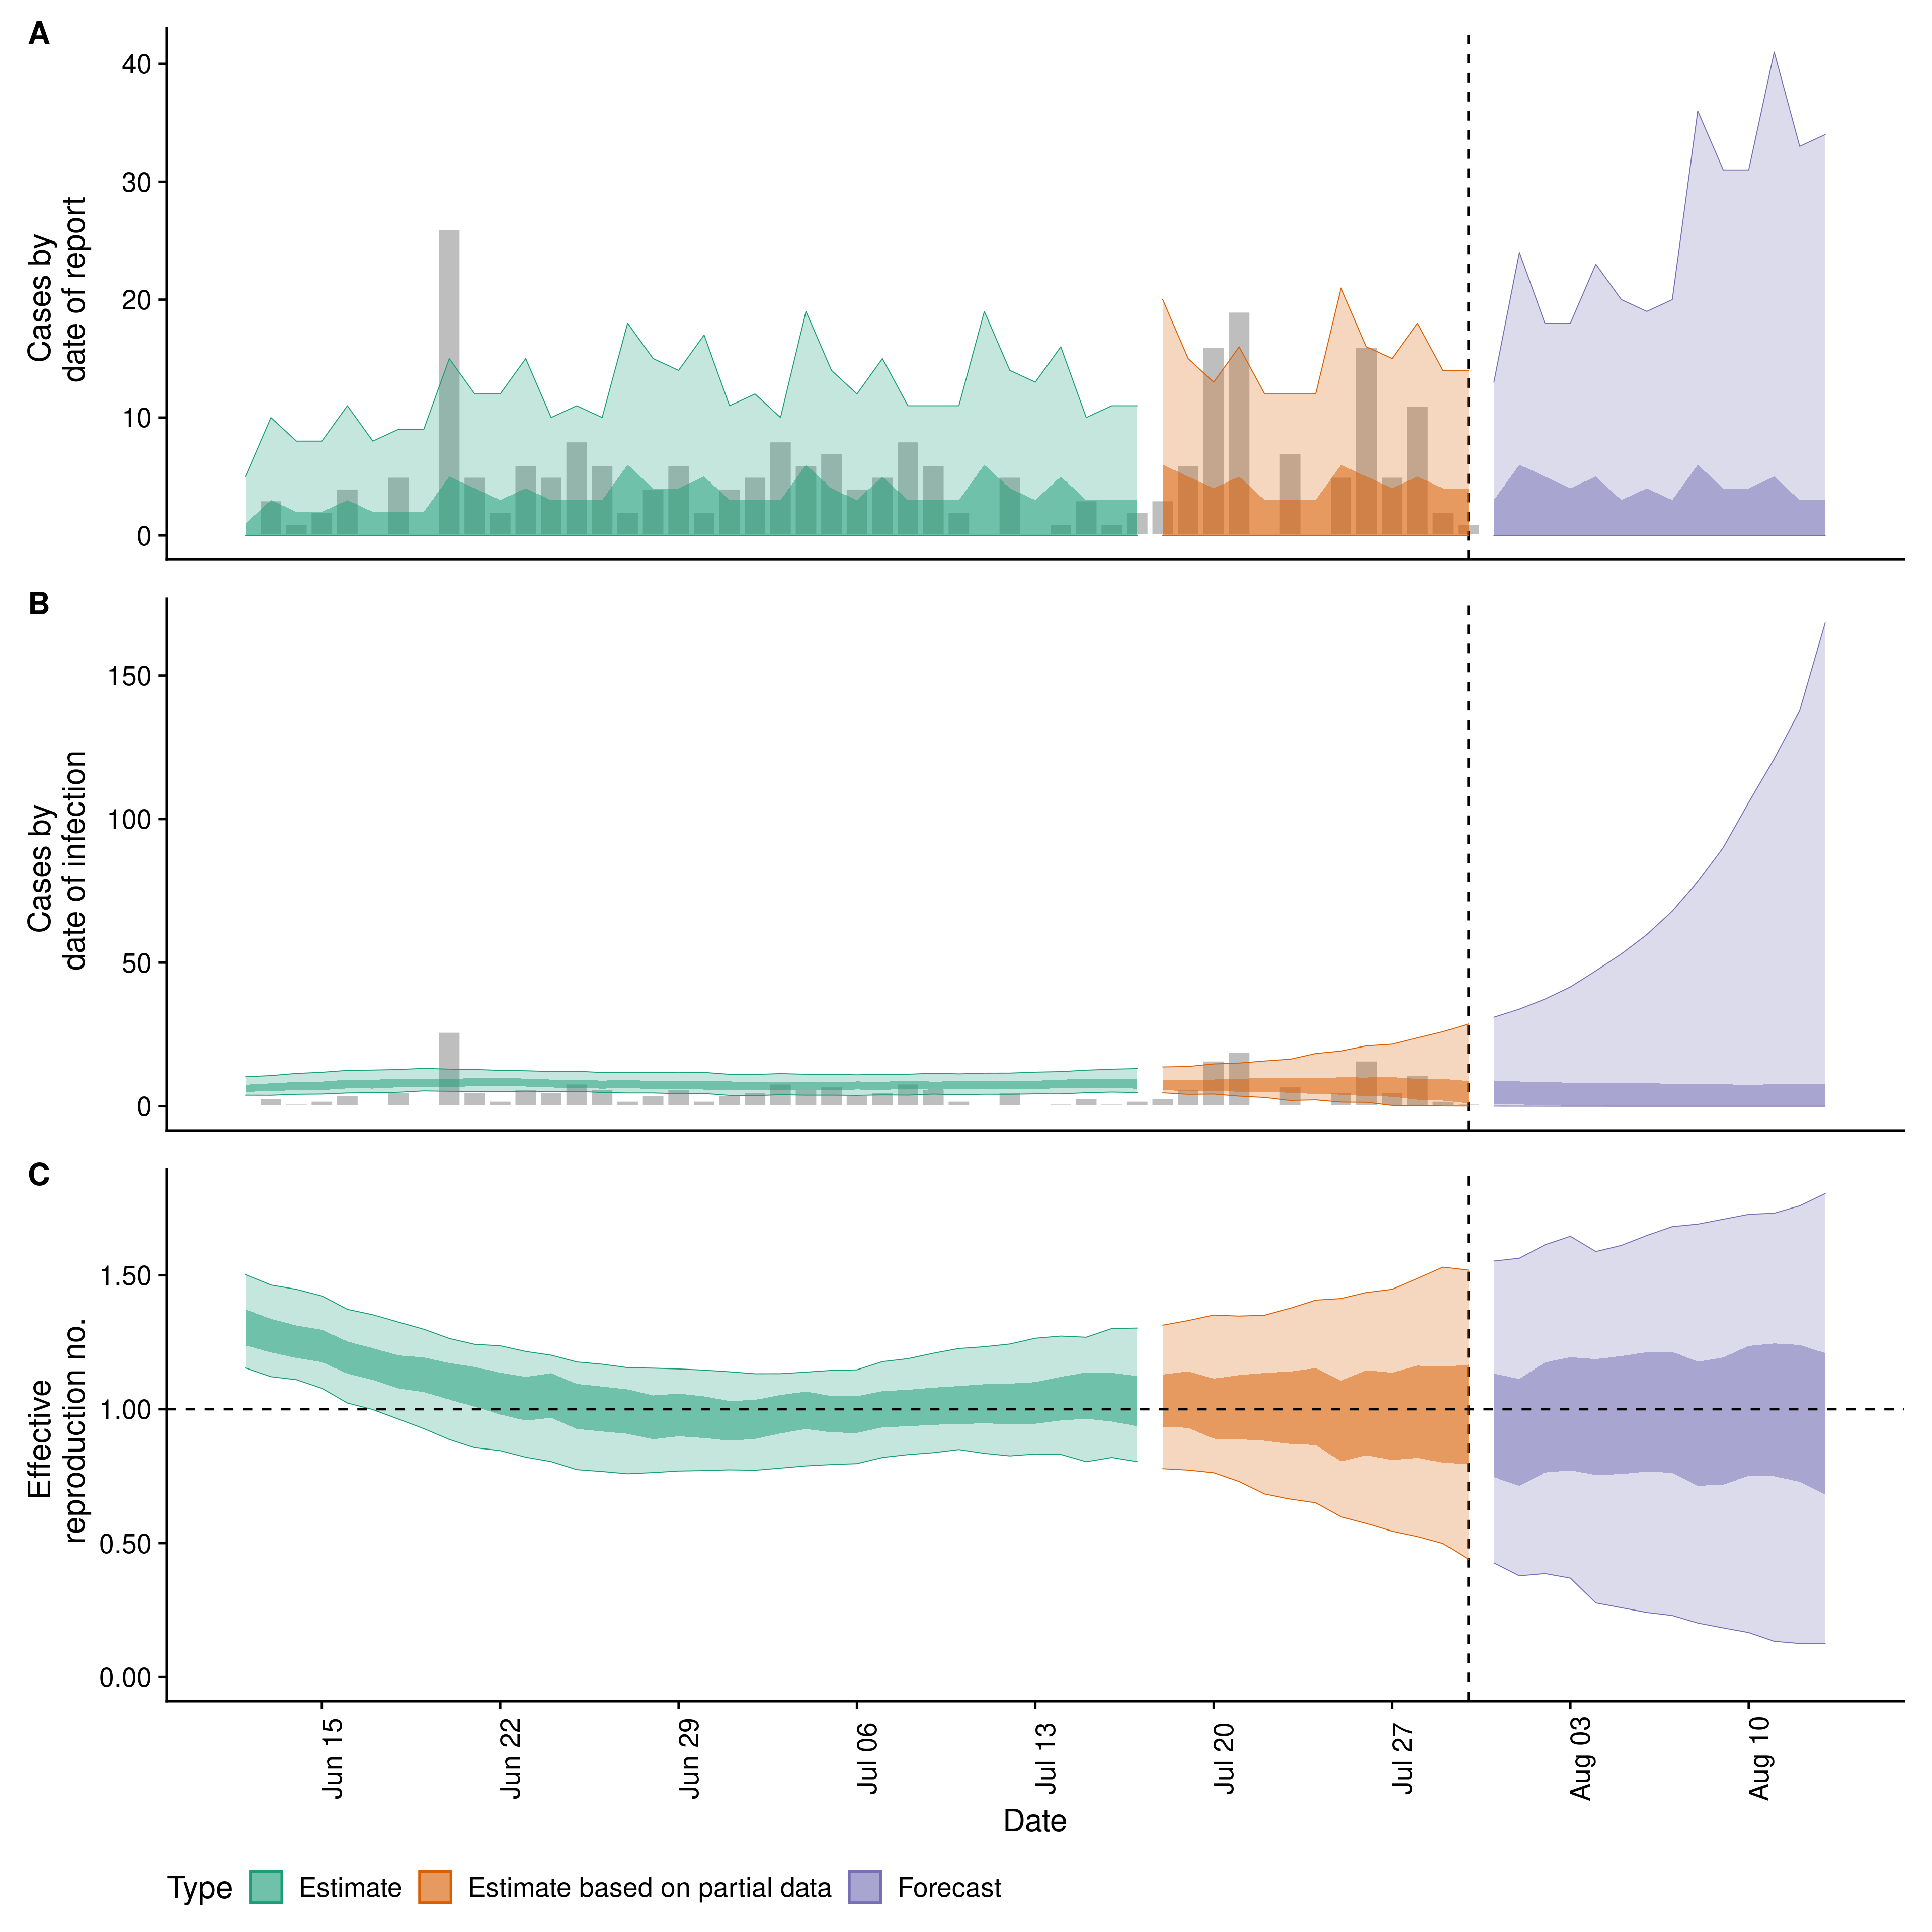 A
40
30
20
10
0
Cases by
date of report
B
150
100
50
0
Cases by
date of infection
C
1.50
1.00
0.50
0.00
Effective
reproduction no.
Jun 15
Jun 22
Jun 29
Jul 06
Jul 13
Jul 20
Jul 27
Aug 03
Aug 10
Date
Type
Estimate
Estimate based on partial data
Forecast